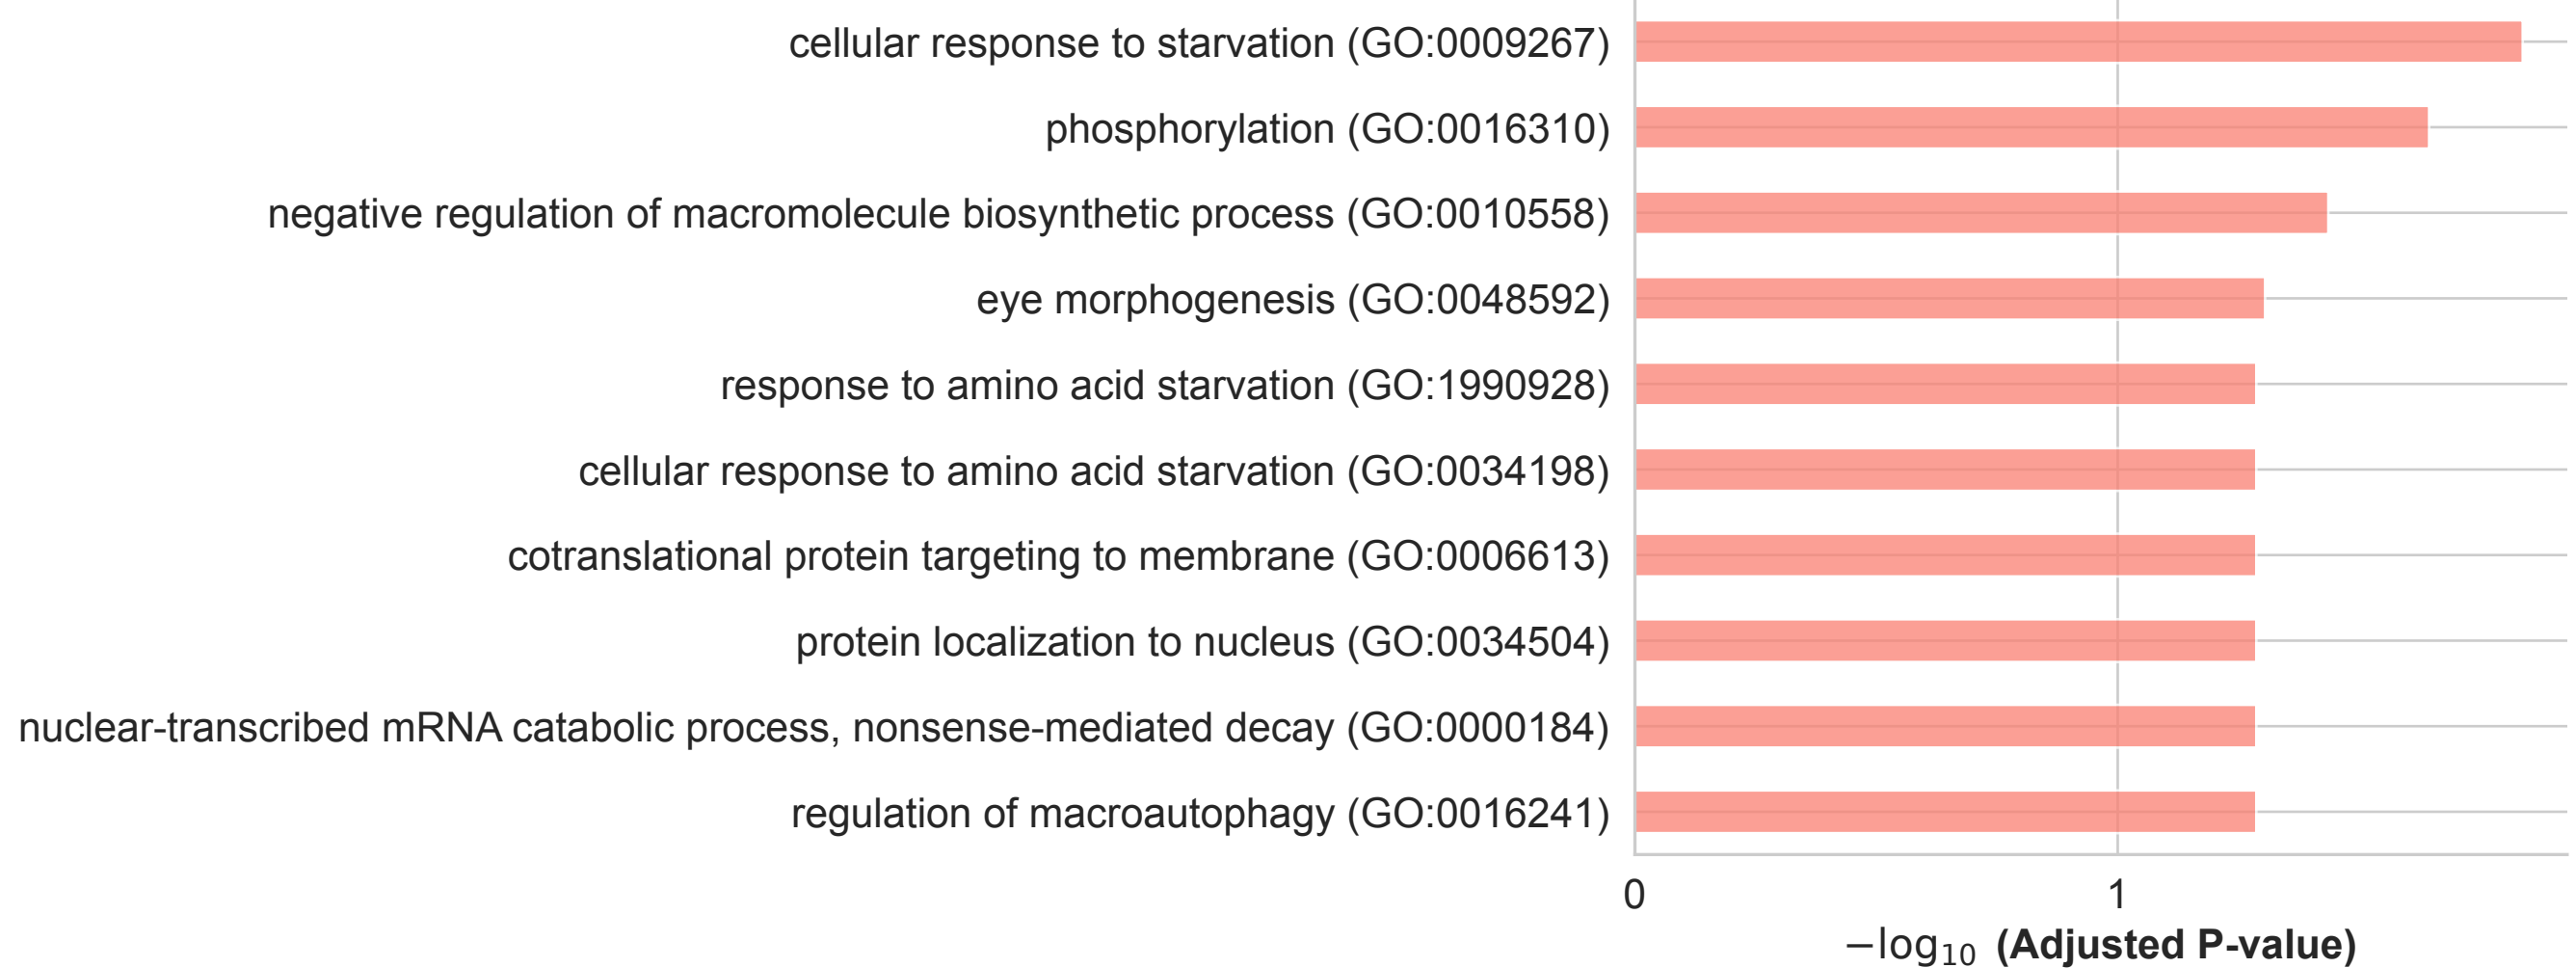 cellular response to starvation (GO:0009267)
phosphorylation (GO:0016310)
negative regulation of macromolecule biosynthetic process (GO:0010558)
eye morphogenesis (GO:0048592)
response to amino acid starvation (GO:1990928)
cellular response to amino acid starvation (GO:0034198)
cotranslational protein targeting to membrane (GO:0006613)
protein localization to nucleus (GO:0034504)
nuclear-transcribed mRNA catabolic process, nonsense-mediated decay (GO:0000184)
regulation of macroautophagy (GO:0016241)
0 1
−log₁₀ (Adjusted P-value)